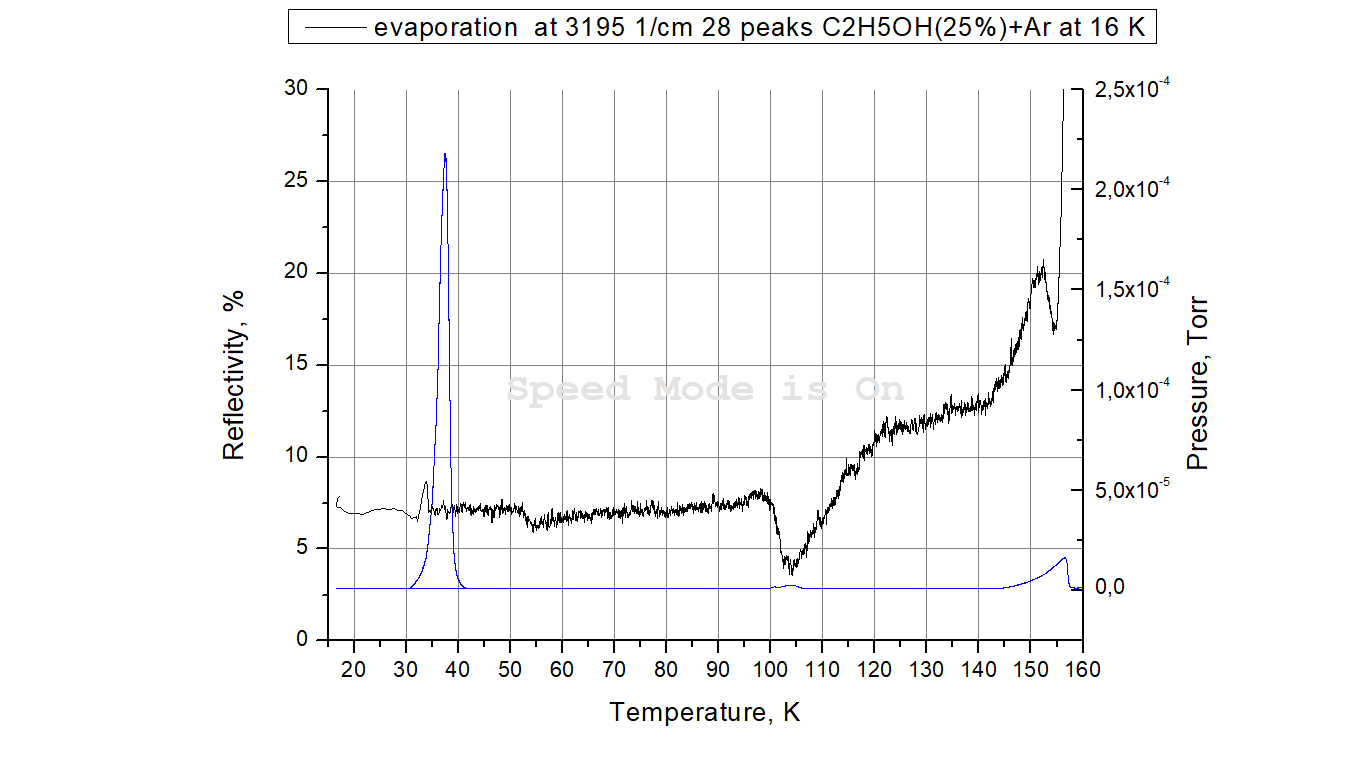 evaporation at 3195 1/cm 28 peaks C2H5OH(25%)+Ar at 16 K
30
25
20
15
10
5
0
Reflectivity, %
2,5x10-4
2,0x10-4
1,5x10-4
1,0x10-4
5,0x10-5
0,0
Pressure, Torr
Speed Mode is On
20 30 40 50 60 70 80 90 100 110 120 130 140 150 160
Temperature, K